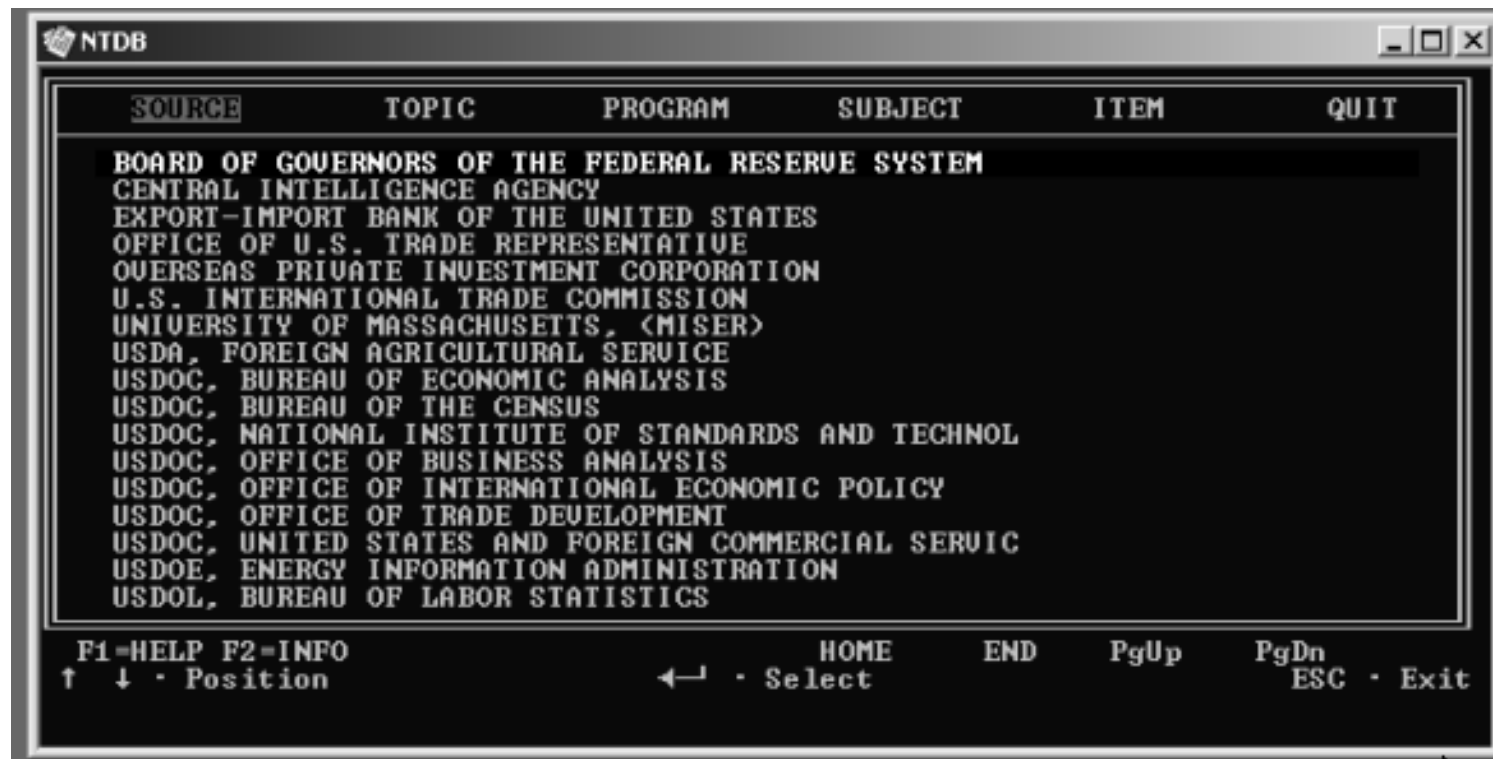 NTDB
SOURCE TOPIC PROGRAM SUBJECT ITEM QUIT
BOARD OF GOVERNORS OF THE FEDERAL RESERVE SYSTEM
CENTRAL INTELLIGENCE AGENCY
EXPORT-IMPORT BANK OF THE UNITED STATES
OFFICE OF U.S. TRADE REPRESENTATIVE
OVERSEAS PRIVATE INVESTMENT CORPORATION
U.S. INTERNATIONAL TRADE COMMISSION
UNIVERSITY OF MASSACHUSETTS, (MISER)
USDA, FOREIGN AGRICULTURAL SERVICE
USDOC, BUREAU OF ECONOMIC ANALYSIS
USDOC, BUREAU OF THE CENSUS
USDOC, NATIONAL INSTITUTE OF STANDARDS AND TECHNOL
USDOC, OFFICE OF BUSINESS ANALYSIS
USDOC, OFFICE OF INTERNATIONAL ECONOMIC POLICY
USDOC, OFFICE OF TRADE DEVELOPMENT
USDOC, UNITED STATES AND FOREIGN COMMERCIAL SERVIC
USDOE, ENERGY INFORMATION ADMINISTRATION
USDOL, BUREAU OF LABOR STATISTICS
F1=HELP F2=INFO HOME END PgUp PgDn
↑ ↓ · Position ◄─┘ · Select ESC · Exit